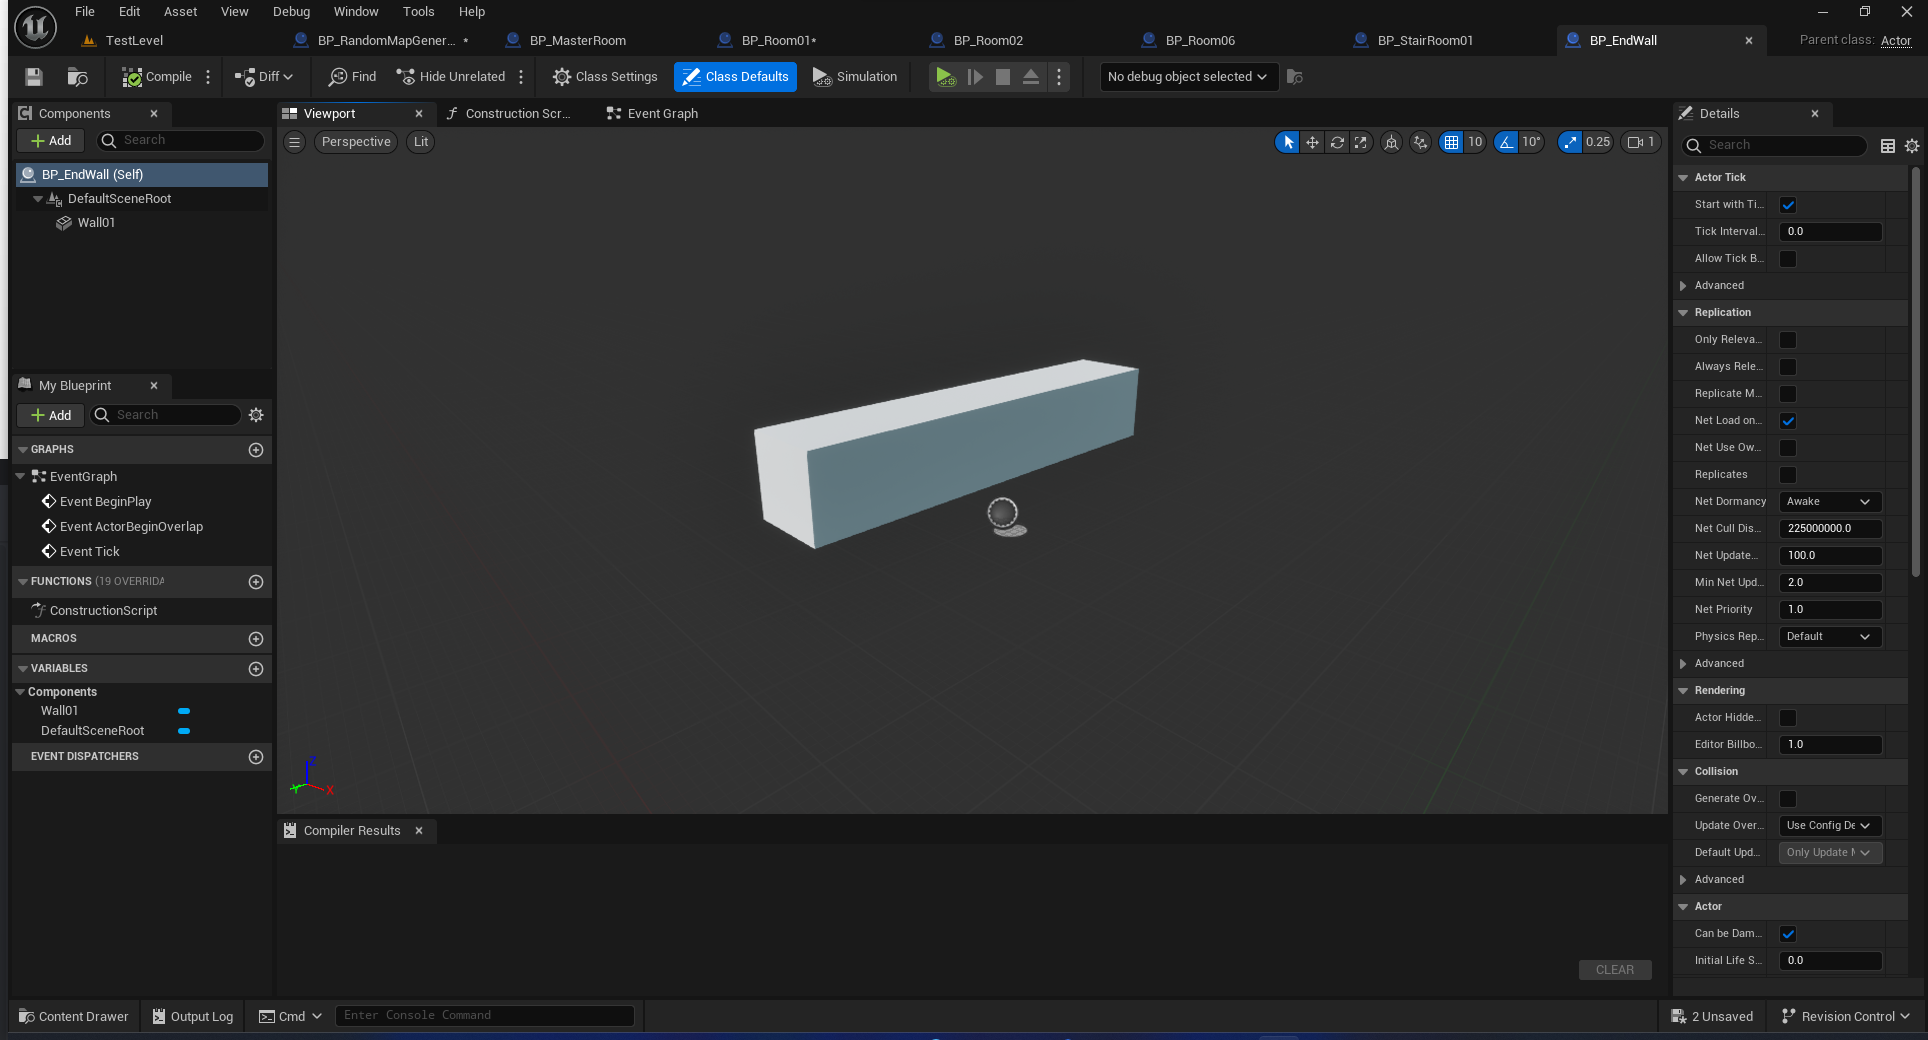 File Edit Asset View Debug Window Tools Help
TestLevel BP_RandomMapGener... * BP_MasterRoom BP_Room01* BP_Room02 BP_Room06 BP_StairRoom01 BP_EndWall Parent class: Actor
Compile Diff Find Hide Unrelated Class Settings Class Defaults Simulation No debug object selected
Components
Add Search
BP_EndWall (Self)
DefaultSceneRoot
Wall01
My Blueprint
Add Search
GRAPHS
EventGraph
Event BeginPlay
Event ActorBeginOverlap
Event Tick
FUNCTIONS (19 OVERRIDA
ConstructionScript
MACROS
VARIABLES
Components
Wall01
DefaultSceneRoot
EVENT DISPATCHERS
Viewport Construction Scr... Event Graph
Perspective Lit 10 10° 0.25 1
Z
Y X
Compiler Results
CLEAR
Details
Search
Actor Tick
Start with Ti...
Tick Interval... 0.0
Allow Tick B...
Advanced
Replication
Only Releva...
Always Rele...
Replicate M...
Net Load on...
Net Use Ow...
Replicates
Net Dormancy Awake
Net Cull Dis... 225000000.0
Net Update... 100.0
Min Net Upd... 2.0
Net Priority 1.0
Physics Rep... Default
Advanced
Rendering
Actor Hidde...
Editor Billbo... 1.0
Collision
Generate Ov...
Update Over... Use Config De
Default Upd... Only Update M
Advanced
Actor
Can be Dam...
Initial Life S... 0.0
Content Drawer Output Log Cmd Enter Console Command 2 Unsaved Revision Control